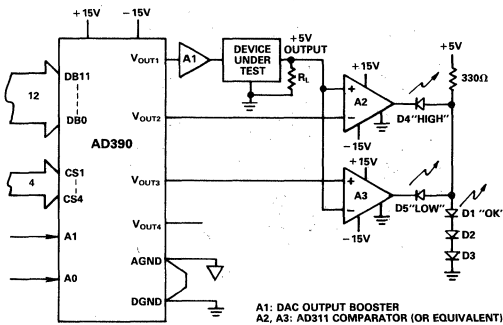 +15V
-15V
+5V
OUTPUT
+5V
VOUT1
A1
DEVICE
UNDER
TEST
RL
+15V
330Ω
DB11
12
DB0
VOUT2
+
A2
-
-15V
D4 "HIGH"
AD390
+15V
CS1
4
CS4
VOUT3
+
A3
-
-15V
D5 "LOW"
D1 "OK"
D2
D3
VOUT4
A1
AGND
A0
DGND
A1: DAC OUTPUT BOOSTER
A2, A3: AD311 COMPARATOR (OR EQUIVALENT)